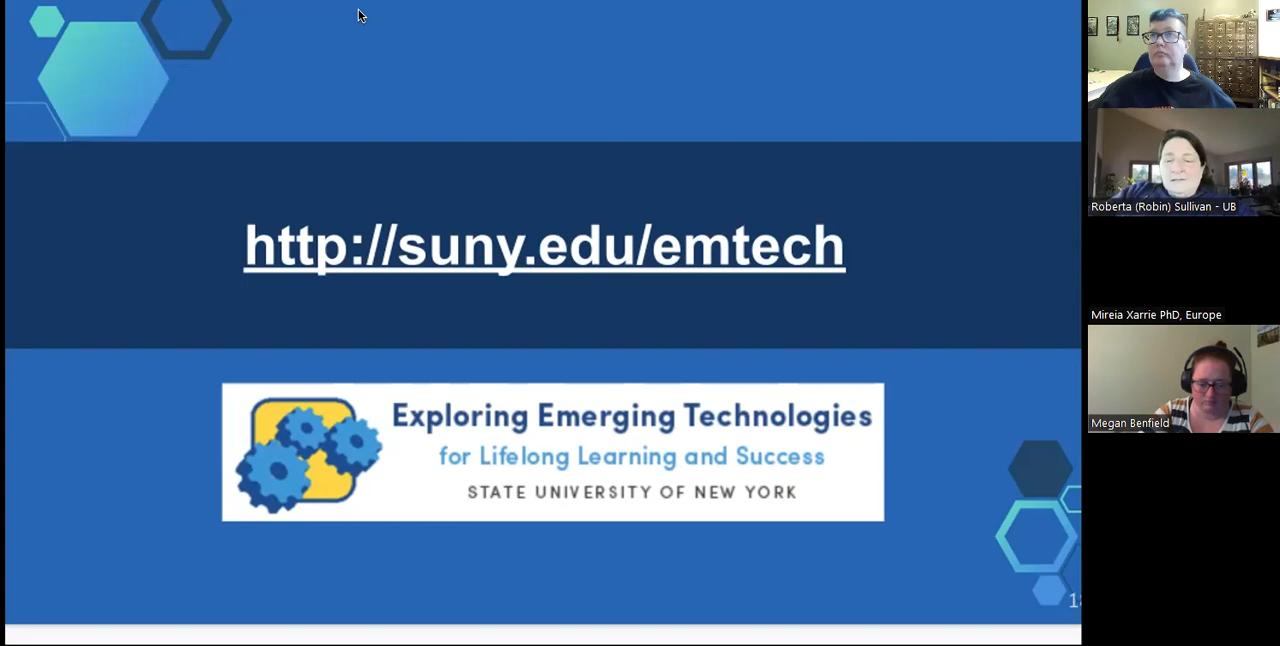 http://suny.edu/emtech
Exploring Emerging Technologies
for Lifelong Learning and Success
STATE UNIVERSITY OF NEW YORK
Roberta (Robin) Sullivan - UB
Mireia Xarrie PhD, Europe
Megan Benfield